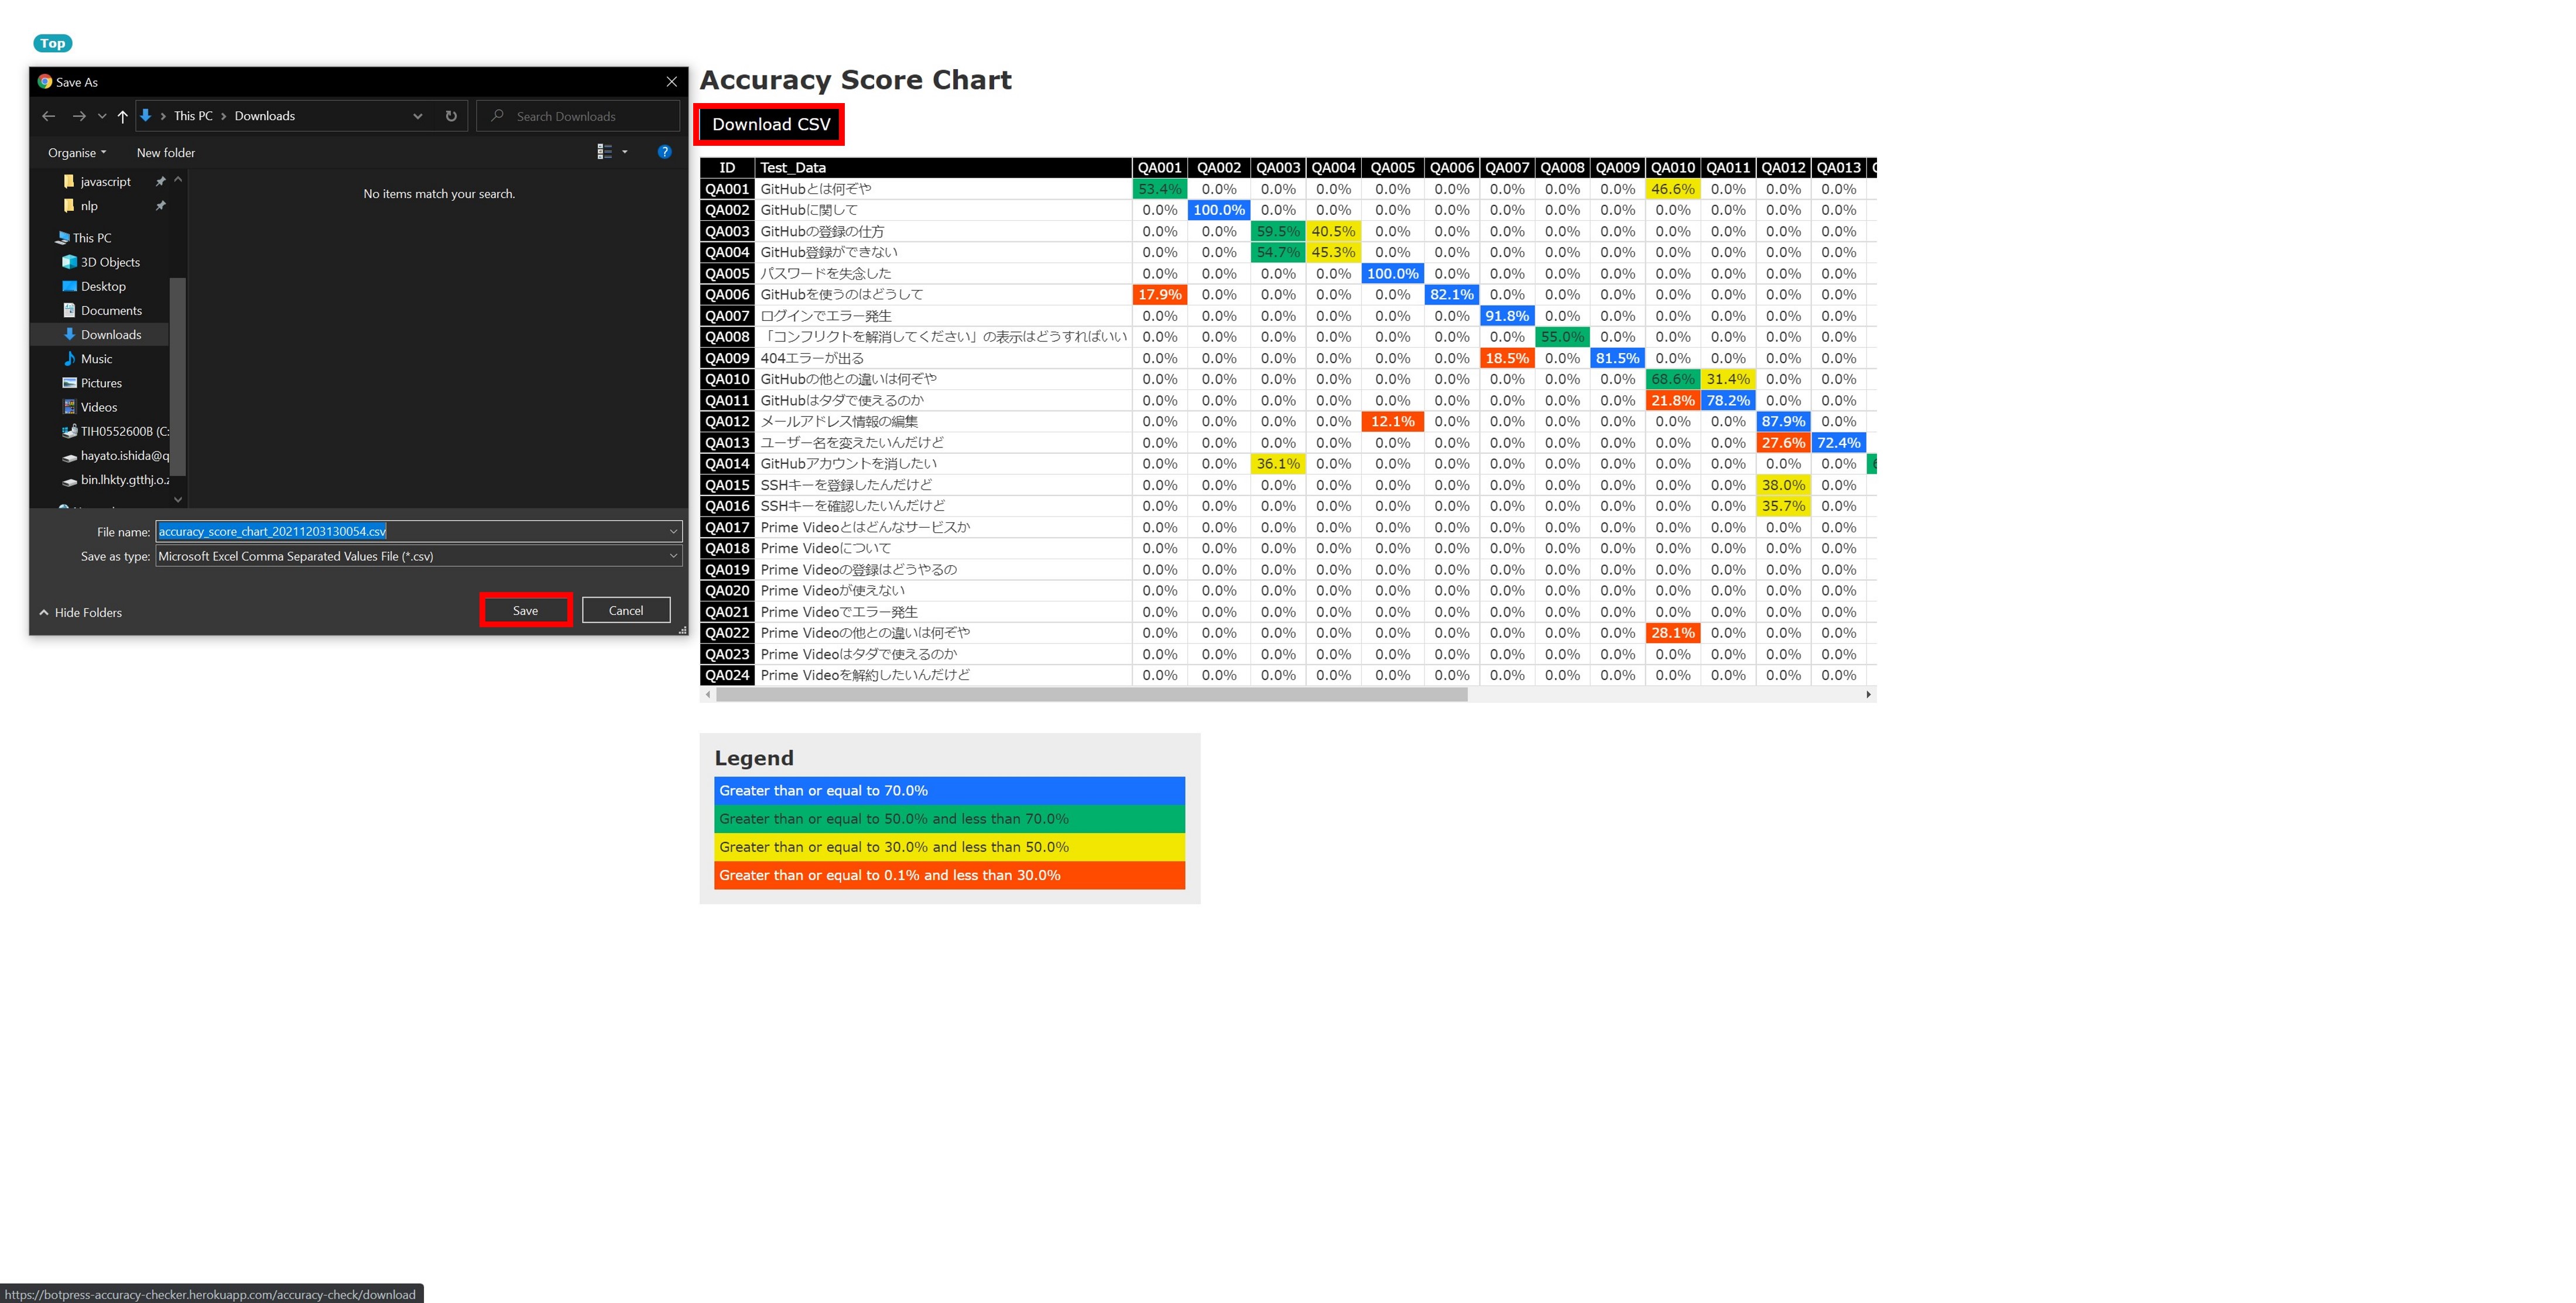 Top
Save As
This PC > Downloads
Search Downloads
Organise
New folder
javascript
nlp
This PC
3D Objects
Desktop
Documents
Downloads
Music
Pictures
Videos
TIH0552600B (C:
hayato.ishida@q
bin.lhkty.gtthj.o.z
No items match your search.
File name: accuracy_score_chart_20211203130054.csv
Save as type: Microsoft Excel Comma Separated Values File (*.csv)
Hide Folders
Save
Cancel
Accuracy Score Chart
Download CSV
ID Test_Data QA001 QA002 QA003 QA004 QA005 QA006 QA007 QA008 QA009 QA010 QA011 QA012 QA013
QA001 GitHubとは何ぞや 53.4% 0.0% 0.0% 0.0% 0.0% 0.0% 0.0% 0.0% 0.0% 46.6% 0.0% 0.0% 0.0%
QA002 GitHubに関して 0.0% 100.0% 0.0% 0.0% 0.0% 0.0% 0.0% 0.0% 0.0% 0.0% 0.0% 0.0% 0.0%
QA003 GitHubの登録の仕方 0.0% 0.0% 59.5% 40.5% 0.0% 0.0% 0.0% 0.0% 0.0% 0.0% 0.0% 0.0% 0.0%
QA004 GitHub登録ができない 0.0% 0.0% 54.7% 45.3% 0.0% 0.0% 0.0% 0.0% 0.0% 0.0% 0.0% 0.0% 0.0%
QA005 パスワードを失念した 0.0% 0.0% 0.0% 0.0% 100.0% 0.0% 0.0% 0.0% 0.0% 0.0% 0.0% 0.0% 0.0%
QA006 GitHubを使うのはどうして 17.9% 0.0% 0.0% 0.0% 0.0% 82.1% 0.0% 0.0% 0.0% 0.0% 0.0% 0.0% 0.0%
QA007 ログインでエラー発生 0.0% 0.0% 0.0% 0.0% 0.0% 0.0% 91.8% 0.0% 0.0% 0.0% 0.0% 0.0% 0.0%
QA008 「コンフリクトを解消してください」の表示はどうすればいい 0.0% 0.0% 0.0% 0.0% 0.0% 0.0% 0.0% 55.0% 0.0% 0.0% 0.0% 0.0% 0.0%
QA009 404エラーが出る 0.0% 0.0% 0.0% 0.0% 0.0% 0.0% 18.5% 0.0% 81.5% 0.0% 0.0% 0.0% 0.0%
QA010 GitHubの他との違いは何ぞや 0.0% 0.0% 0.0% 0.0% 0.0% 0.0% 0.0% 0.0% 0.0% 68.6% 31.4% 0.0% 0.0%
QA011 GitHubはタダで使えるのか 0.0% 0.0% 0.0% 0.0% 0.0% 0.0% 0.0% 0.0% 0.0% 21.8% 78.2% 0.0% 0.0%
QA012 メールアドレス情報の編集 0.0% 0.0% 0.0% 0.0% 12.1% 0.0% 0.0% 0.0% 0.0% 0.0% 0.0% 87.9% 0.0%
QA013 ユーザー名を変えたいんだけど 0.0% 0.0% 0.0% 0.0% 0.0% 0.0% 0.0% 0.0% 0.0% 0.0% 0.0% 27.6% 72.4%
QA014 GitHubアカウントを消したい 0.0% 0.0% 36.1% 0.0% 0.0% 0.0% 0.0% 0.0% 0.0% 0.0% 0.0% 0.0% 0.0%
QA015 SSHキーを登録したんだけど 0.0% 0.0% 0.0% 0.0% 0.0% 0.0% 0.0% 0.0% 0.0% 0.0% 0.0% 38.0% 0.0%
QA016 SSHキーを確認したいんだけど 0.0% 0.0% 0.0% 0.0% 0.0% 0.0% 0.0% 0.0% 0.0% 0.0% 0.0% 35.7% 0.0%
QA017 Prime Videoとはどんなサービスか 0.0% 0.0% 0.0% 0.0% 0.0% 0.0% 0.0% 0.0% 0.0% 0.0% 0.0% 0.0% 0.0%
QA018 Prime Videoについて 0.0% 0.0% 0.0% 0.0% 0.0% 0.0% 0.0% 0.0% 0.0% 0.0% 0.0% 0.0% 0.0%
QA019 Prime Videoの登録はどうやるの 0.0% 0.0% 0.0% 0.0% 0.0% 0.0% 0.0% 0.0% 0.0% 0.0% 0.0% 0.0% 0.0%
QA020 Prime Videoが使えない 0.0% 0.0% 0.0% 0.0% 0.0% 0.0% 0.0% 0.0% 0.0% 0.0% 0.0% 0.0% 0.0%
QA021 Prime Videoでエラー発生 0.0% 0.0% 0.0% 0.0% 0.0% 0.0% 0.0% 0.0% 0.0% 0.0% 0.0% 0.0% 0.0%
QA022 Prime Videoの他との違いは何ぞや 0.0% 0.0% 0.0% 0.0% 0.0% 0.0% 0.0% 0.0% 0.0% 28.1% 0.0% 0.0% 0.0%
QA023 Prime Videoはタダで使えるのか 0.0% 0.0% 0.0% 0.0% 0.0% 0.0% 0.0% 0.0% 0.0% 0.0% 0.0% 0.0% 0.0%
QA024 Prime Videoを解約したいんだけど 0.0% 0.0% 0.0% 0.0% 0.0% 0.0% 0.0% 0.0% 0.0% 0.0% 0.0% 0.0% 0.0%
Legend
Greater than or equal to 70.0%
Greater than or equal to 50.0% and less than 70.0%
Greater than or equal to 30.0% and less than 50.0%
Greater than or equal to 0.1% and less than 30.0%
https://botpress-accuracy-checker.herokuapp.com/accuracy-check/download